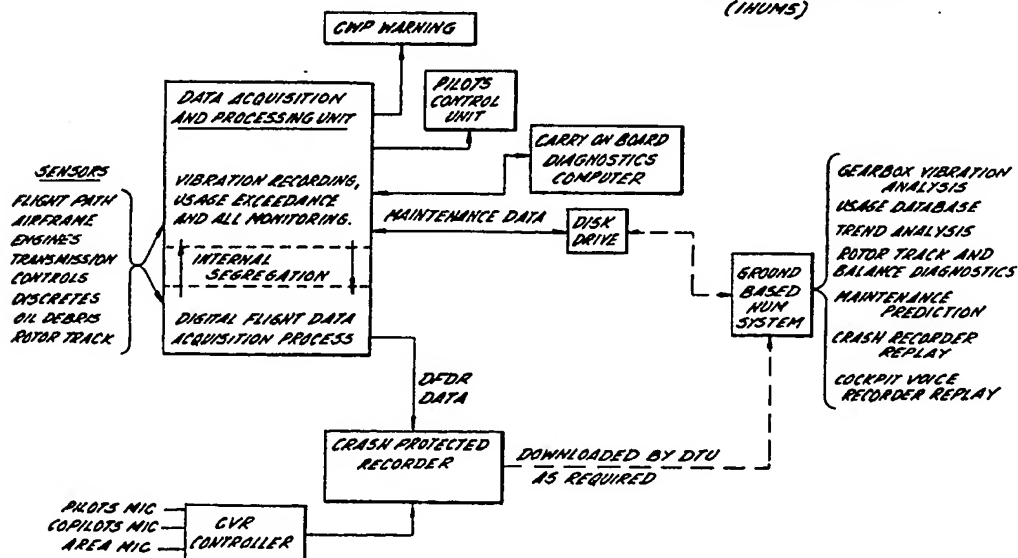 (IHUMS)
CWP WARNING
DATA ACQUISITION
AND PROCESSING UNIT
PILOTS
CONTROL
UNIT
CARRY ON BOARD
DIAGNOSTICS
COMPUTER
SENSORS
FLIGHT PATH
AIRFRAME
ENGINES
TRANSMISSION
CONTROLS
DISCRETES
OIL DEBRIS
ROTOR TRACK
VIBRATION RECORDING,
USAGE EXCEEDANCE
AND ALL MONITORING.
MAINTENANCE DATA
DISK
DRIVE
INTERNAL
SEGREGATION
DIGITAL FLIGHT DATA
ACQUISITION PROCESS
GROUND
BASED
HUM
SYSTEM
GEARBOX VIBRATION
ANALYSIS
USAGE DATABASE
TREND ANALYSIS
ROTOR TRACK AND
BALANCE DIAGNOSTICS
MAINTENANCE
PREDICTION
CRASH RECORDER
REPLAY
COCKPIT VOICE
RECORDER REPLAY
DFDR
DATA
CRASH PROTECTED
RECORDER
DOWNLOADED BY DTU
AS REQUIRED
PILOTS MIC
COPILOTS MIC
AREA MIC
CVR
CONTROLLER